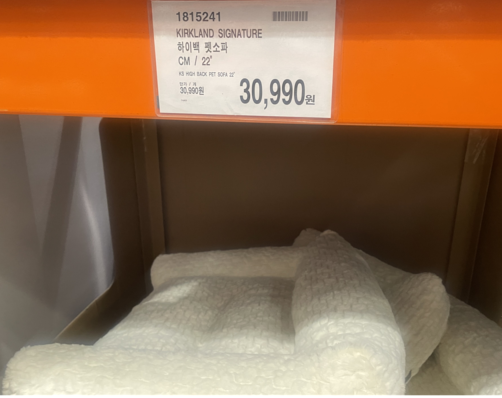 1815241
KIRKLAND SIGNATURE
하이백 펫소파
CM / 22"
KS HIGH BACK PET SOFA 22"
30,990원
30,990원